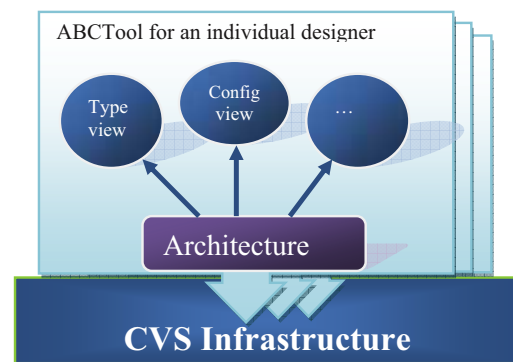 ABCTool for an individual designer
Type
view
Config
view
...
Architecture
CVS Infrastructure